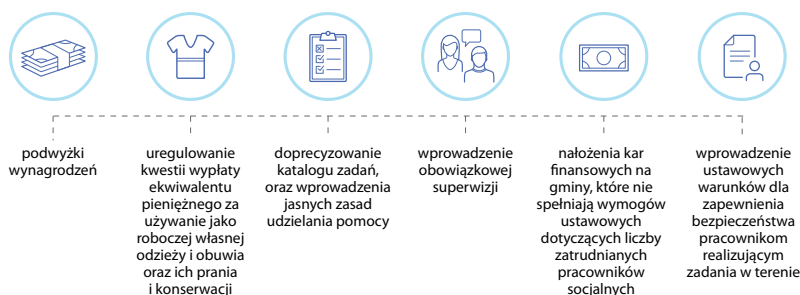 podwyżki
wynagrodzeń
uregulowanie
kwestii wypłaty
ekwiwalentu
pieniężnego za
używanie jako
roboczej własnej
odzieży i obuwia
oraz ich prania
i konserwacji
doprecyzowanie
katalogu zadań,
oraz wprowadzenia
jasnych zasad
udzielania pomocy
wprowadzenie
obowiązkowej
superwizji
nałożenia kar
finansowych na
gminy, które nie
spełniają wymogów
ustawowych
dotyczących liczby
zatrudnianych
pracowników
socjalnych
wprowadzenie
ustawowych
warunków dla
zapewnienia
bezpieczeństwa
pracownikom
realizującym
zadania w terenie